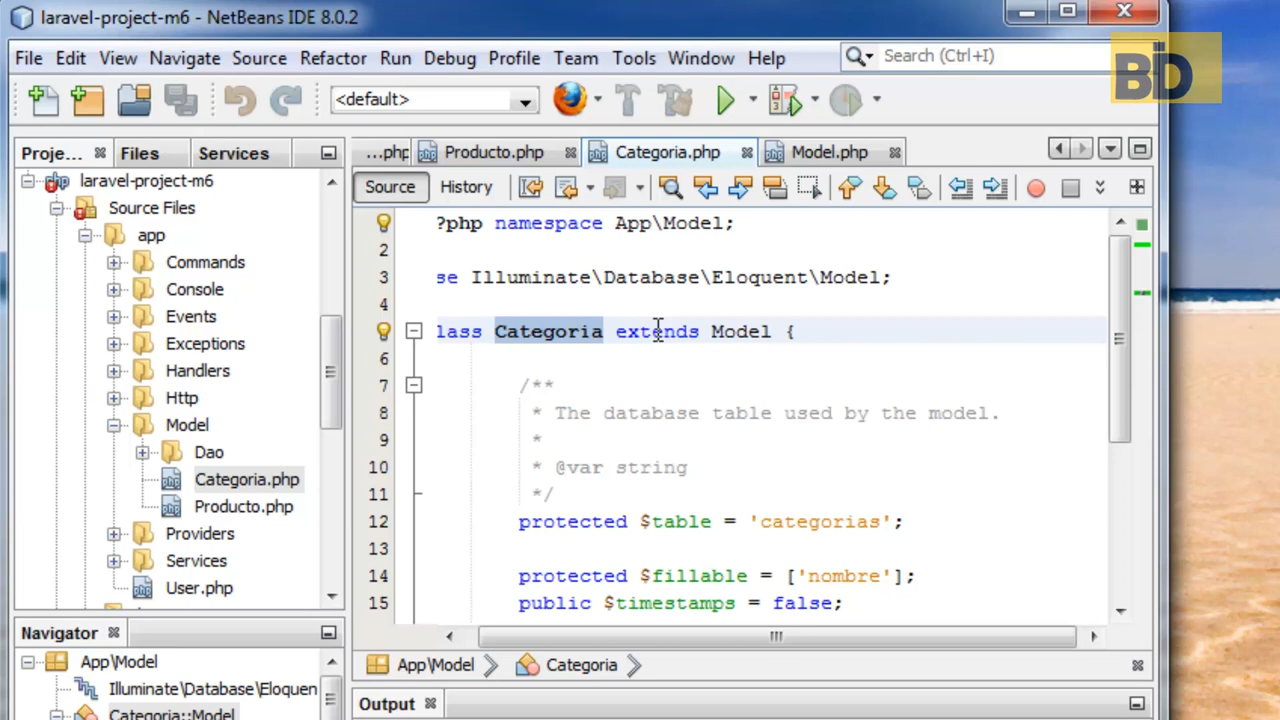 laravel-project-m6 - NetBeans IDE 8.0.2
File Edit View Navigate Source Refactor Run Debug Profile Team Tools Window Help
Search (Ctrl+I)
BD
<default>
Proje... Files Services
...php Producto.php Categoria.php Model.php
Source History
laravel-project-m6
Source Files
app
Commands
Console
Events
Exceptions
Handlers
Http
Model
Dao
Categoria.php
Producto.php
Providers
Services
User.php
?php namespace App\Model;
2
3 se Illuminate\Database\Eloquent\Model;
4
lass Categoria extends Model {
6
7 /**
8 * The database table used by the model.
9 *
10 * @var string
11 */
12 protected $table = 'categorias';
13
14 protected $fillable = ['nombre'];
15 public $timestamps = false;
Navigator
App\Model
Illuminate\Database\Eloquen
Categoria::Model
App\Model Categoria
Output